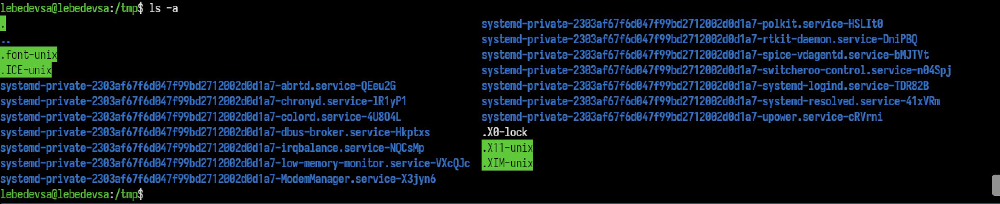 lebedevsa@lebedevsa:/tmp$ ls -a
. systemd-private-2303af67f6d047f99bd2712002d0d1a7-polkit.service-HSLIt0
.. systemd-private-2303af67f6d047f99bd2712002d0d1a7-rtkit-daemon.service-DniPBQ
.font-unix systemd-private-2303af67f6d047f99bd2712002d0d1a7-spice-vdagentd.service-bMJTVt
.ICE-unix systemd-private-2303af67f6d047f99bd2712002d0d1a7-switcheroo-control.service-n04Spj
systemd-private-2303af67f6d047f99bd2712002d0d1a7-abrtd.service-QEeu2G systemd-private-2303af67f6d047f99bd2712002d0d1a7-systemd-logind.service-TDR82B
systemd-private-2303af67f6d047f99bd2712002d0d1a7-chronyd.service-lR1yP1 systemd-private-2303af67f6d047f99bd2712002d0d1a7-systemd-resolved.service-41xVRm
systemd-private-2303af67f6d047f99bd2712002d0d1a7-colord.service-4U8O4L systemd-private-2303af67f6d047f99bd2712002d0d1a7-upower.service-cRVrni
systemd-private-2303af67f6d047f99bd2712002d0d1a7-dbus-broker.service-Hkptxs .X0-lock
systemd-private-2303af67f6d047f99bd2712002d0d1a7-irqbalance.service-NQCsMp .X11-unix
systemd-private-2303af67f6d047f99bd2712002d0d1a7-low-memory-monitor.service-VXcQJc .XIM-unix
systemd-private-2303af67f6d047f99bd2712002d0d1a7-ModemManager.service-X3jyn6
lebedevsa@lebedevsa:/tmp$